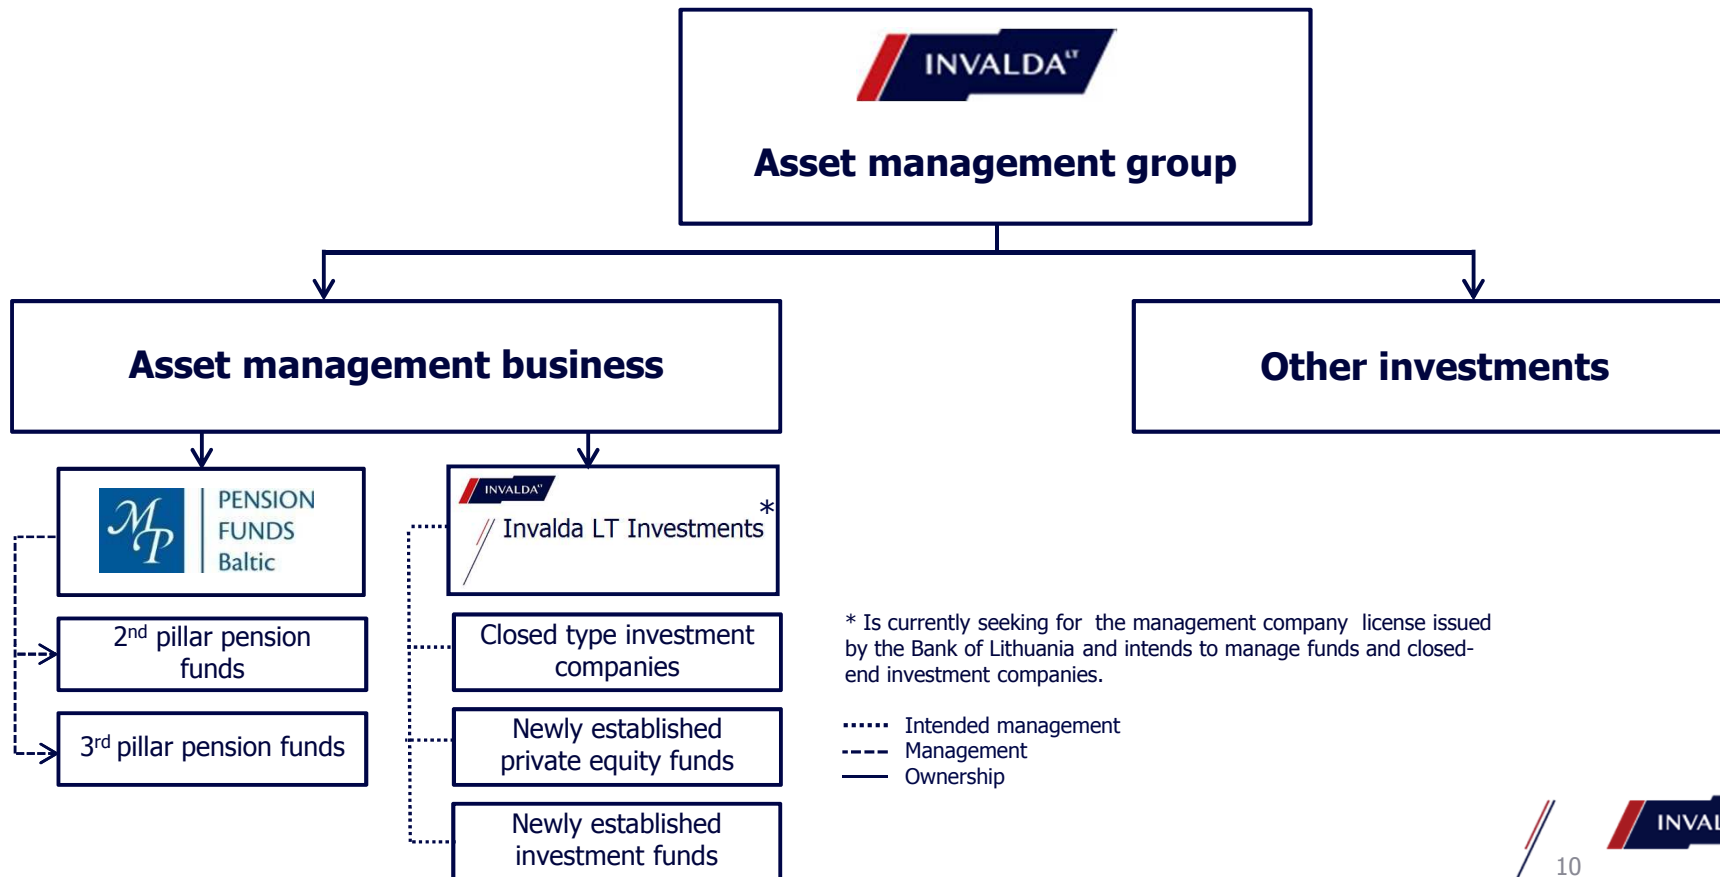 INVALDA LT
Asset management group
Asset management business
Other investments
MP
PENSION
FUNDS
Baltic
INVALDA LT
Invalda LT Investments*
2nd pillar pension
funds
3rd pillar pension funds
Closed type investment
companies
Newly established
private equity funds
Newly established
investment funds
* Is currently seeking for the management company license issued
by the Bank of Lithuania and intends to manage funds and closed-
end investment companies.
Intended management
Management
Ownership
10
INVAL